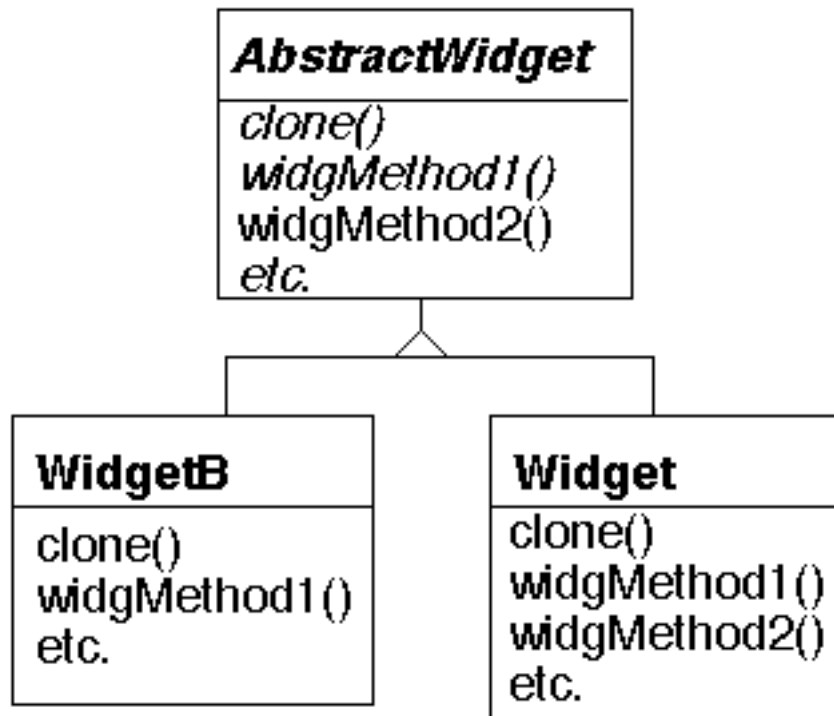 AbstractWidget
clone()
widgMethod1()
widgMethod2()
etc.
WidgetB
clone()
widgMethod1()
etc.
Widget
clone()
widgMethod1()
widgMethod2()
etc.